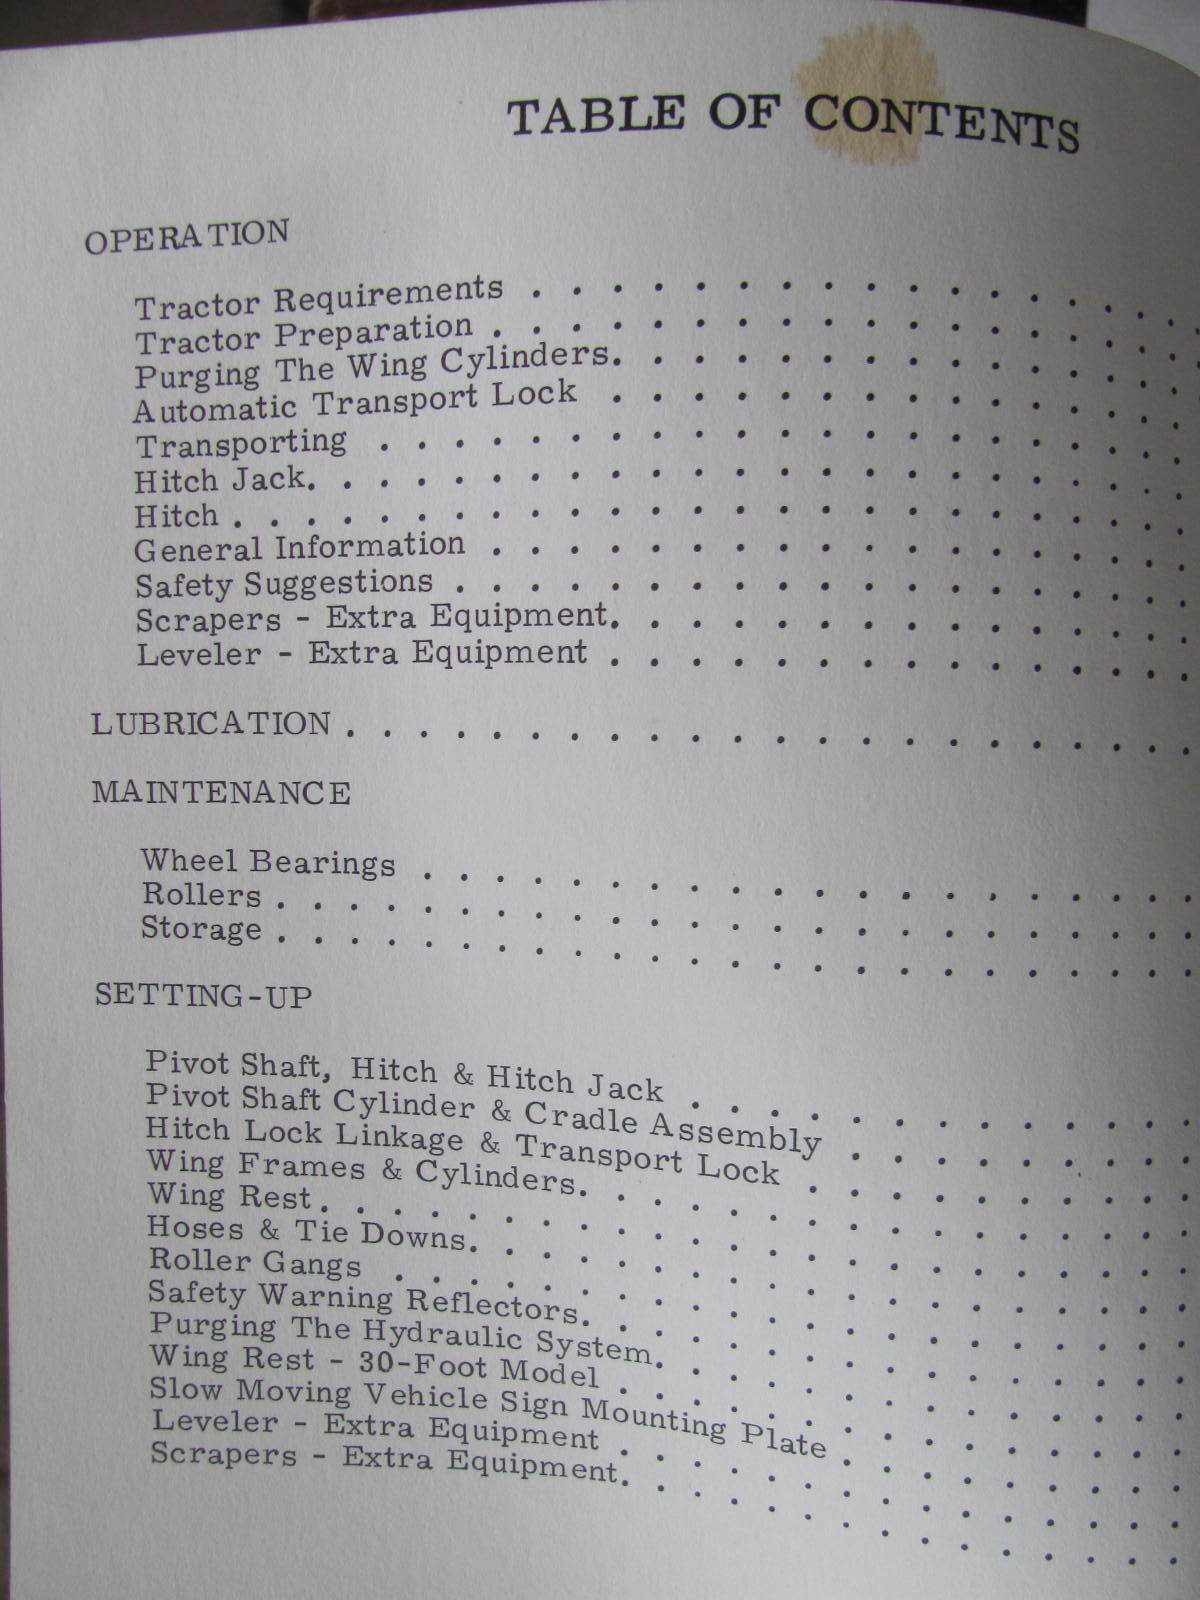 TABLE OF CONTENTS
OPERATION
Tractor Requirements . . . . . . . . . . . . . . . . .
Tractor Preparation . . . . . . . . . . . . . . . . . . .
Purging The Wing Cylinders. . . . . . . . . . . . . . . .
Automatic Transport Lock . . . . . . . . . . . . . . .
Transporting . . . . . . . . . . . . . . . . . . . . .
Hitch Jack. . . . . . . . . . . . . . . . . . . . . . .
Hitch . . . . . . . . . . . . . . . . . . . . . . . . .
General Information . . . . . . . . . . . . . . . . . .
Safety Suggestions . . . . . . . . . . . . . . . . . . .
Scrapers - Extra Equipment. . . . . . . . . . . . . . .
Leveler - Extra Equipment . . . . . . . . . . . . . . .
LUBRICATION . . . . . . . . . . . . . . . . . . . . . .
MAINTENANCE
Wheel Bearings . . . . . . . . . . . . . . . . . . . .
Rollers . . . . . . . . . . . . . . . . . . . . . . . .
Storage . . . . . . . . . . . . . . . . . . . . . . . .
SETTING-UP
Pivot Shaft, Hitch & Hitch Jack . . . . . . . . . . . . .
Pivot Shaft Cylinder & Cradle Assembly . . . . . . . . .
Hitch Lock Linkage & Transport Lock . . . . . . . . . .
Wing Frames & Cylinders. . . . . . . . . . . . . . . .
Wing Rest. . . . . . . . . . . . . . . . . . . . . . .
Hoses & Tie Downs. . . . . . . . . . . . . . . . . . .
Roller Gangs . . . . . . . . . . . . . . . . . . . . .
Safety Warning Reflectors. . . . . . . . . . . . . . . .
Purging The Hydraulic System. . . . . . . . . . . . . .
Wing Rest - 30-Foot Model . . . . . . . . . . . . . . .
Slow Moving Vehicle Sign Mounting Plate . . . . . . . . .
Leveler - Extra Equipment . . . . . . . . . . . . . . .
Scrapers - Extra Equipment. . . . . . . . . . . . . . .